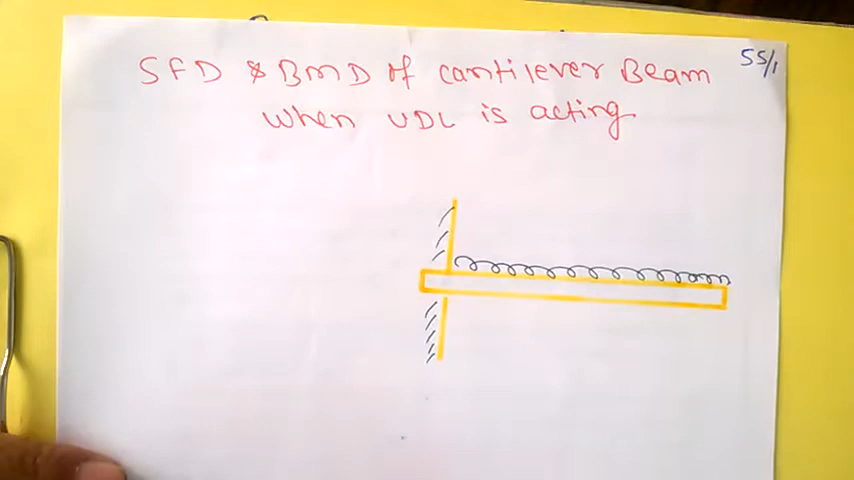 SFD & BMD of cantilever Beam
when UDL is acting
55/1